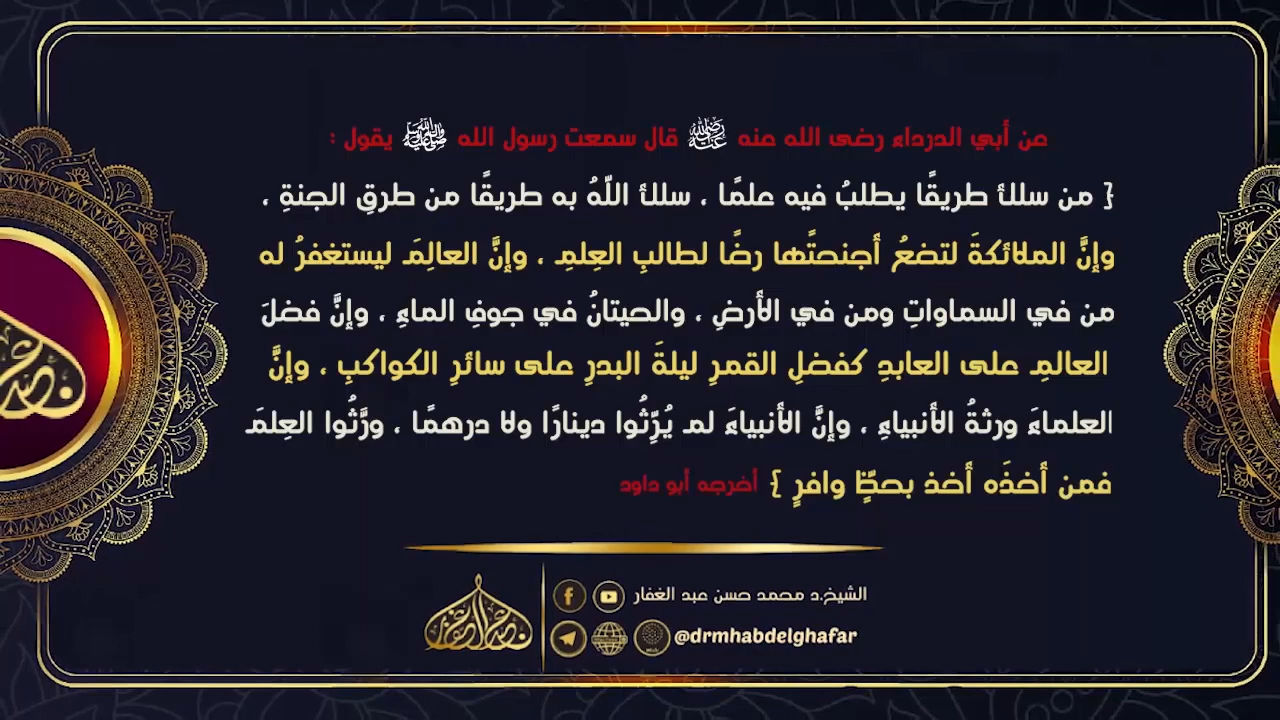 عن أبي الدرداء رضى الله عنه ﵁ قال سمعت رسول الله ﷺ يقول :
{ من سلك طريقًا يطلبُ فيه علمًا ، سلك اللّهُ به طريقًا من طرقِ الجنةِ ،
وإنَّ الملائكةَ لتضعُ أجنحتَها رضًا لطالبِ العِلمِ ، وإنَّ العالِمَ ليستغفرُ له
من في السماواتِ ومن في الأرضِ ، والحيتانُ في جوفِ الماءِ ، وإنَّ فضلَ
العالمِ على العابدِ كفضلِ القمرِ ليلةَ البدرِ على سائرِ الكواكبِ ، وإنَّ
العلماءَ ورثةُ الأنبياءِ ، وإنَّ الأنبياءَ لم يُرِّثُوا دينارًا ولا درهمًا ، ورَّثُوا العِلمَ
فمن أخذَه أخذ بحظٍّ وافرٍ } أخرجه أبو داود
الشيخ.د محمد حسن عبد الغفار
@drmhabdelghafar